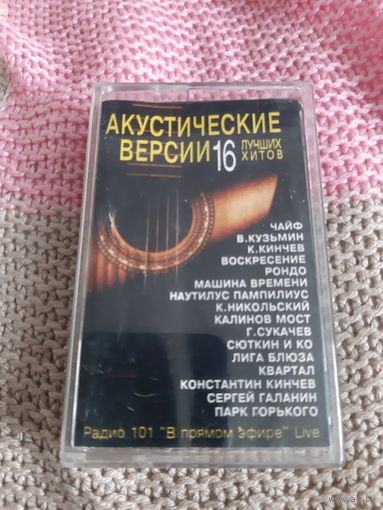 АКУСТИЧЕСКИЕ
ВЕРСИИ 16 ЛУЧШИХ ХИТОВ
ЧАЙФ
В.КУЗЬМИН
К.КИНЧЕВ
ВОСКРЕСЕНИЕ
РОНДО
МАШИНА ВРЕМЕНИ
НАУТИЛУС ПАМПИЛИУС
К.НИКОЛЬСКИЙ
КАЛИНОВ МОСТ
Г.СУКАЧЕВ
СЮТКИН И КО
ЛИГА БЛЮЗА
КВАРТАЛ
КОНСТАНТИН КИНЧЕВ
СЕРГЕЙ ГАЛАНИН
ПАРК ГОРЬКОГО
Радио 101 "В прямом эфире" Live